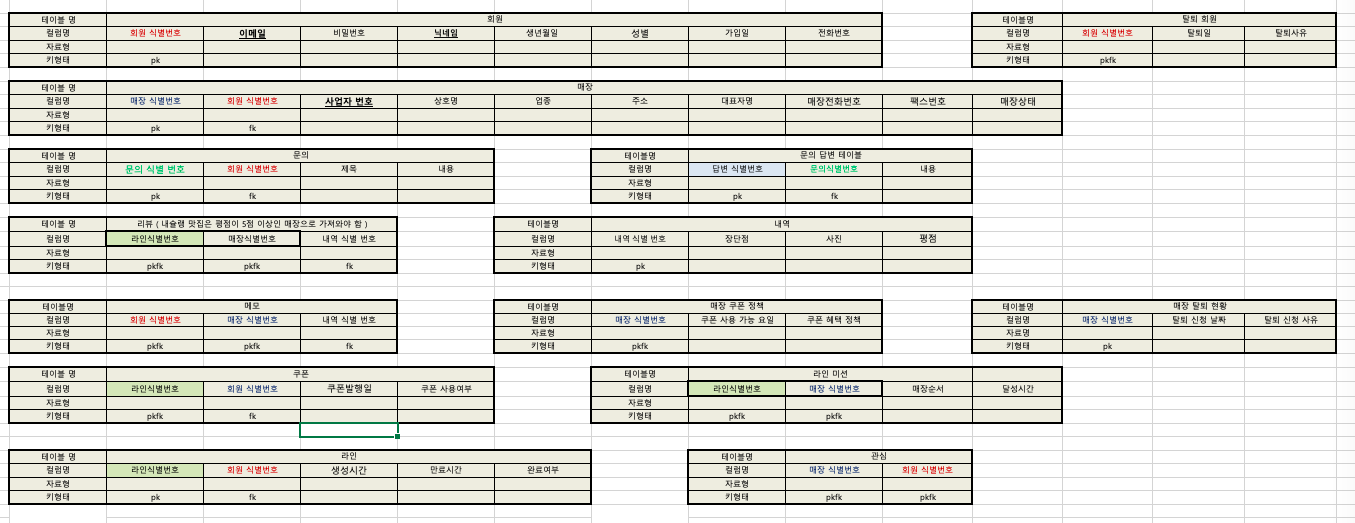 테이블 명 회원
컬럼명 회원 식별번호 이메일 비밀번호 닉네임 생년월일 성별 가입일 전화번호
자료형
키형태 pk
테이블명 탈퇴 회원
컬럼명 회원 식별번호 탈퇴일 탈퇴사유
자료형
키형태 pkfk
테이블 명 매장
컬럼명 매장 식별번호 회원 식별번호 사업자 번호 상호명 업종 주소 대표자명 매장전화번호 팩스번호 매장상태
자료형
키형태 pk fk
테이블 명 문의
컬럼명 문의 식별 번호 회원 식별번호 제목 내용
자료형
키형태 pk fk
테이블명 문의 답변 테이블
컬럼명 답변 식별번호 문의식별번호 내용
자료형
키형태 pk fk
테이블 명 리뷰 ( 내슐랭 맛집은 평점이 5점 이상인 매장으로 가져와야 함 )
컬럼명 라인식별번호 매장식별번호 내역 식별 번호
자료형
키형태 pkfk pkfk fk
테이블명 내역
컬럼명 내역 식별 번호 장단점 사진 평점
자료형
키형태 pk
테이블명 메모
컬럼명 회원 식별번호 매장 식별번호 내역 식별 번호
자료형
키형태 pkfk pkfk fk
테이블명 매장 쿠폰 정책
컬럼명 매장 식별번호 쿠폰 사용 가능 요일 쿠폰 혜택 정책
자료형
키형태 pkfk
테이블명 매장 탈퇴 현황
컬럼명 매장 식별번호 탈퇴 신청 날짜 탈퇴 신청 사유
자료명
키형태 pk
테이블 명 쿠폰
컬럼명 라인식별번호 회원 식별번호 쿠폰발행일 쿠폰 사용여부
자료형
키형태 pkfk fk
테이블명 라인 미션
컬럼명 라인식별번호 매장 식별번호 매장순서 달성시간
자료형
키형태 pkfk pkfk
테이블 명 라인
컬럼명 라인식별번호 회원 식별번호 생성시간 만료시간 완료여부
자료형
키형태 pk fk
테이블명 관심
컬럼명 매장 식별번호 회원 식별번호
자료형
키형태 pkfk pkfk